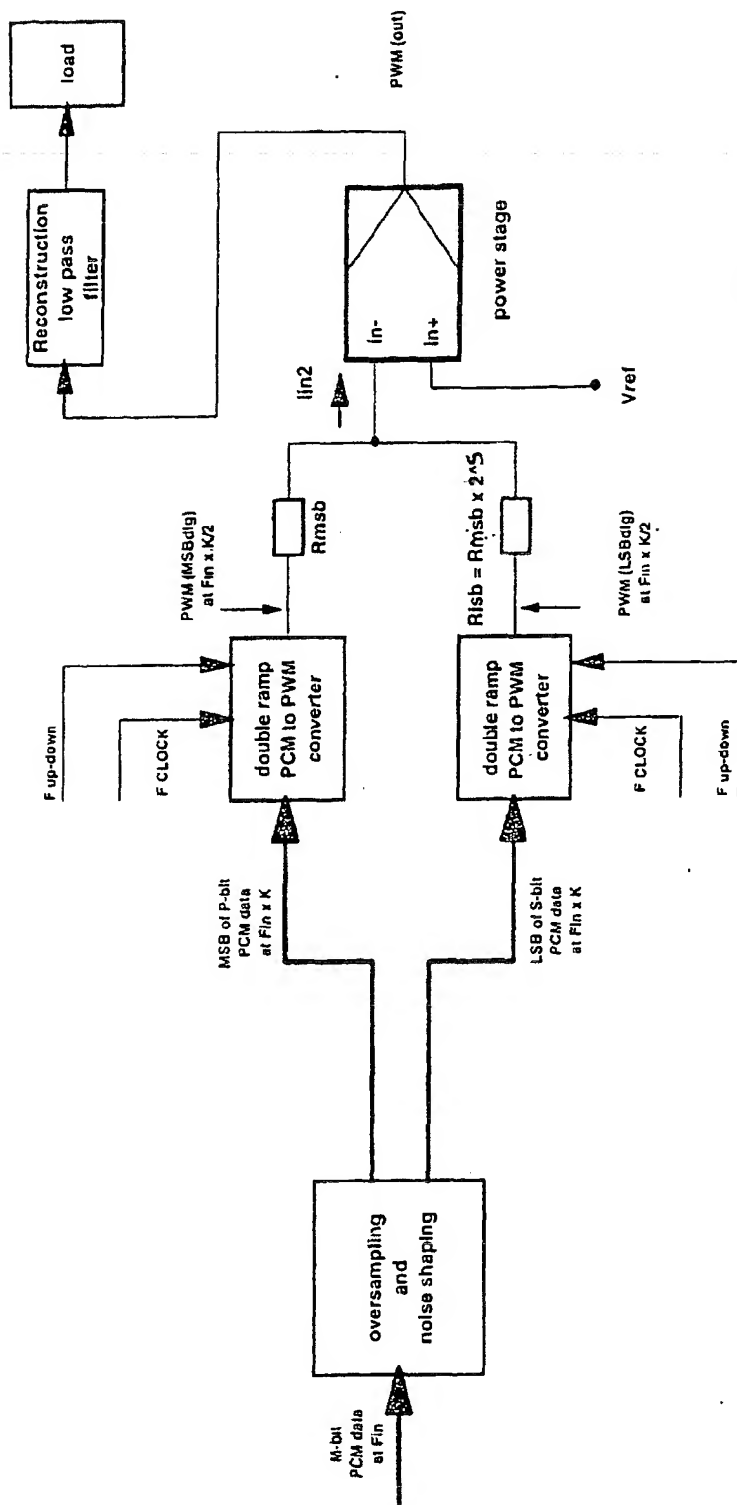 M-bit
PCM data
at Fin
oversampling
and
noise shaping
MSB of P-bit
PCM data
at Fin x K
LSB of S-bit
PCM data
at Fin x K
F up-down
F CLOCK
double ramp
PCM to PWM
converter
double ramp
PCM to PWM
converter
F CLOCK
F up-down
PWM (MSBdig)
at Fin x K/2
Rmsb
Rlsb = Rmsb x 2^S
PWM (LSBdig)
at Fin x K/2
Iin2
In-
In+
power stage
Vref
PWM (out)
Reconstruction
low pass
filter
load